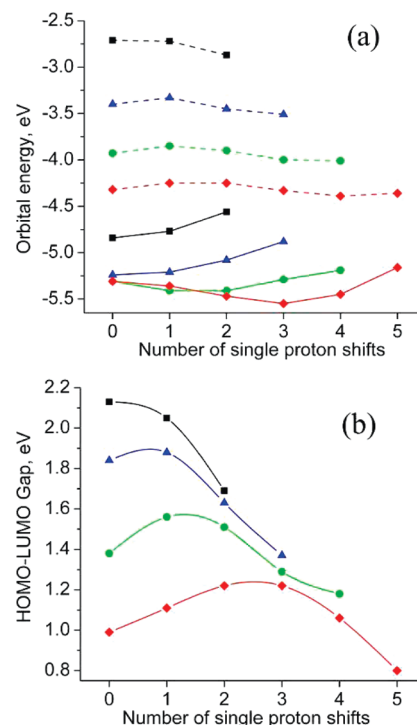 (a)
-2.5
-3.0
-3.5
-4.0
-4.5
-5.0
-5.5
Orbital energy, eV
0 1 2 3 4 5
Number of single proton shifts
(b)
2.2
2.0
1.8
1.6
1.4
1.2
1.0
0.8
HOMO-LUMO Gap, eV
0 1 2 3 4 5
Number of single proton shifts